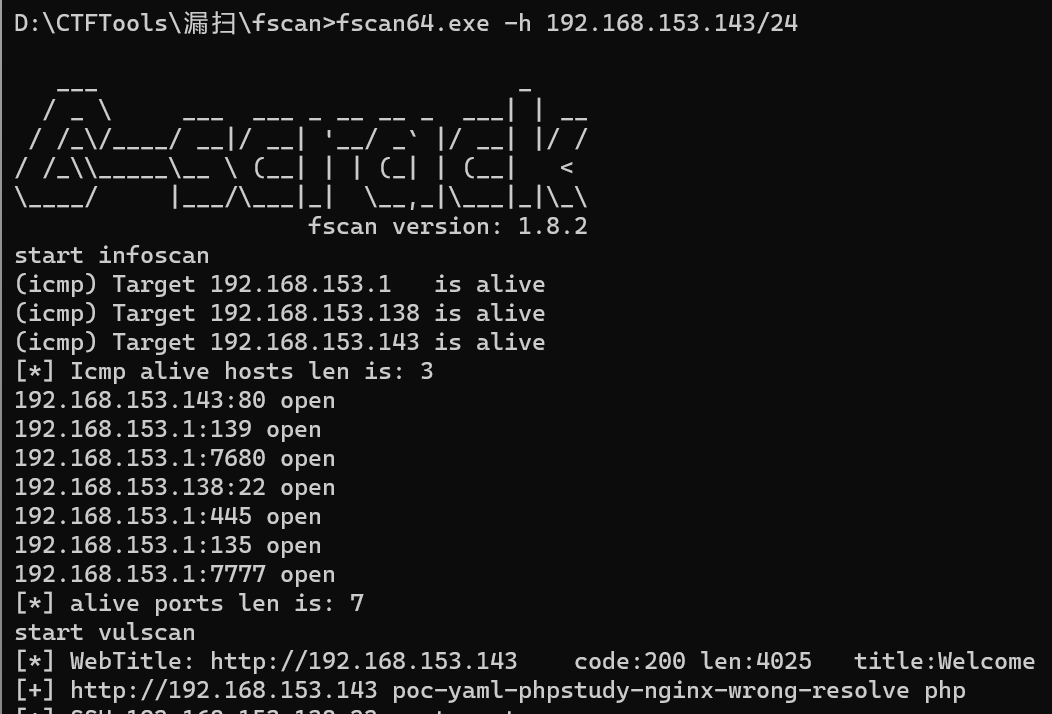 D:\CTFTools\漏扫\fscan>fscan64.exe -h 192.168.153.143/24
   ___                              _
  / _ \     ___  ___ _ __ __ _  ___| | __
 / /_\/____/ __|/ __| '__/ _` |/ __| |/ /
/ /_\\_____\__ \ (__| | | (_| | (__|   <
\____/     |___/\___|_|  \__,_|\___|_|\_\
                     fscan version: 1.8.2
start infoscan
(icmp) Target 192.168.153.1   is alive
(icmp) Target 192.168.153.138 is alive
(icmp) Target 192.168.153.143 is alive
[*] Icmp alive hosts len is: 3
192.168.153.143:80 open
192.168.153.1:139 open
192.168.153.1:7680 open
192.168.153.138:22 open
192.168.153.1:445 open
192.168.153.1:135 open
192.168.153.1:7777 open
[*] alive ports len is: 7
start vulscan
[*] WebTitle: http://192.168.153.143    code:200 len:4025   title:Welcome
[+] http://192.168.153.143 poc-yaml-phpstudy-nginx-wrong-resolve php